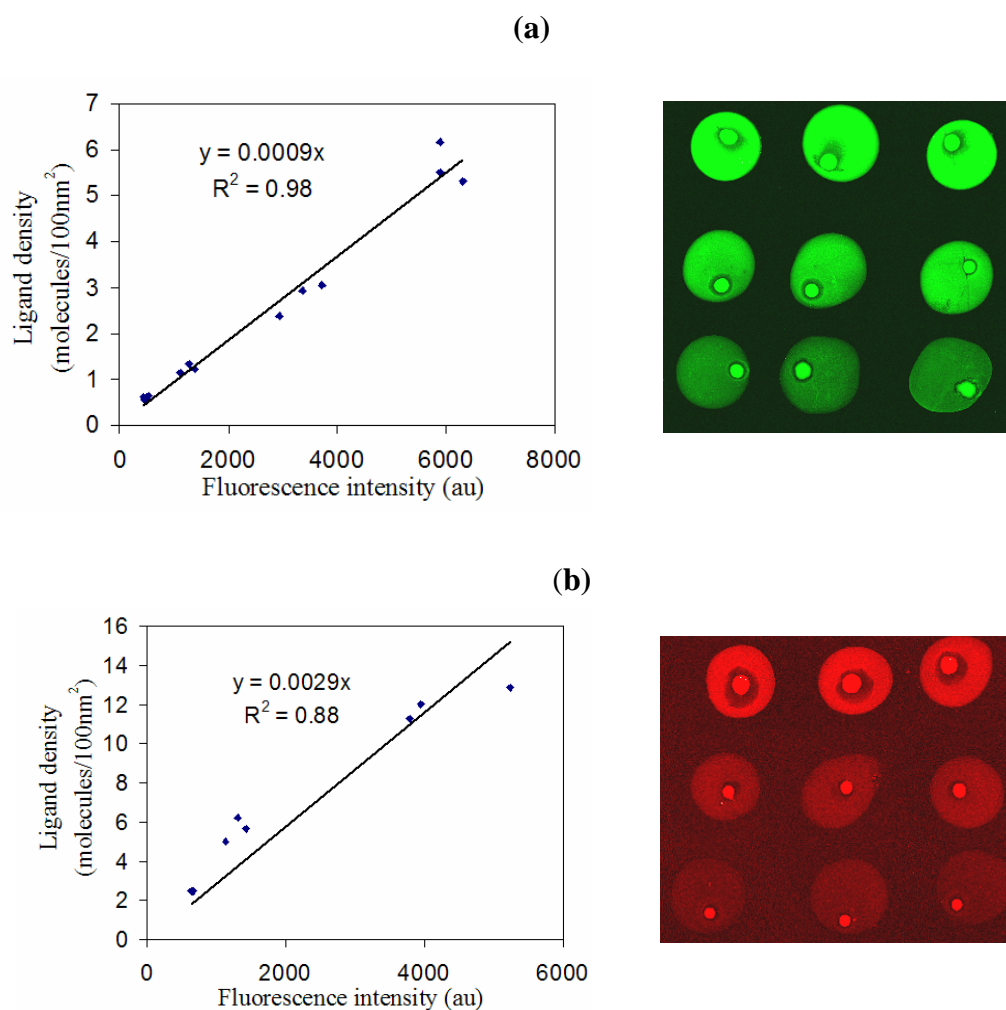 (a)
7
6
5
4
3
2
1
0
Ligand density
(molecules/100nm²)
y = 0.0009x
R² = 0.98
0 2000 4000 6000 8000
Fluorescence intensity (au)
(b)
16
14
12
10
8
6
4
2
0
Ligand density
(molecules/100nm²)
y = 0.0029x
R² = 0.88
0 2000 4000 6000
Fluorescence intensity (au)